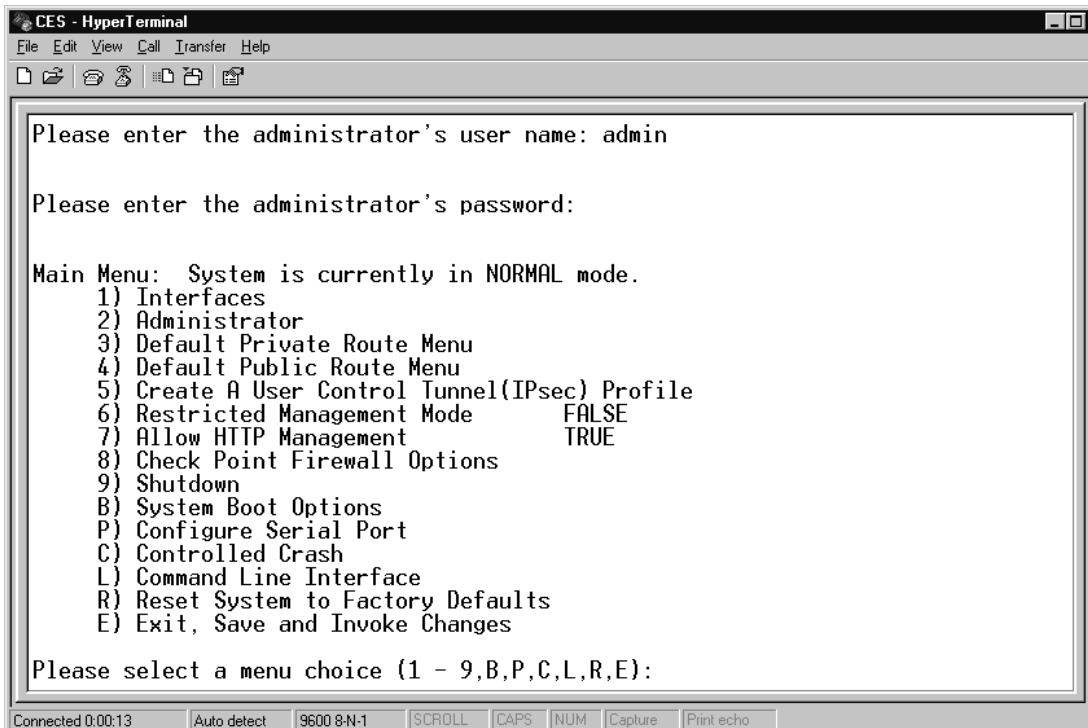 CES - HyperTerminal
File Edit View Call Transfer Help
Please enter the administrator's user name: admin
Please enter the administrator's password:
Main Menu: System is currently in NORMAL mode.
1) Interfaces
2) Administrator
3) Default Private Route Menu
4) Default Public Route Menu
5) Create A User Control Tunnel(IPsec) Profile
6) Restricted Management Mode FALSE
7) Allow HTTP Management TRUE
8) Check Point Firewall Options
9) Shutdown
B) System Boot Options
P) Configure Serial Port
C) Controlled Crash
L) Command Line Interface
R) Reset System to Factory Defaults
E) Exit, Save and Invoke Changes
Please select a menu choice (1 - 9,B,P,C,L,R,E):
Connected 0:00:13 Auto detect 9600 8-N-1 SCROLL CAPS NUM Capture Print echo